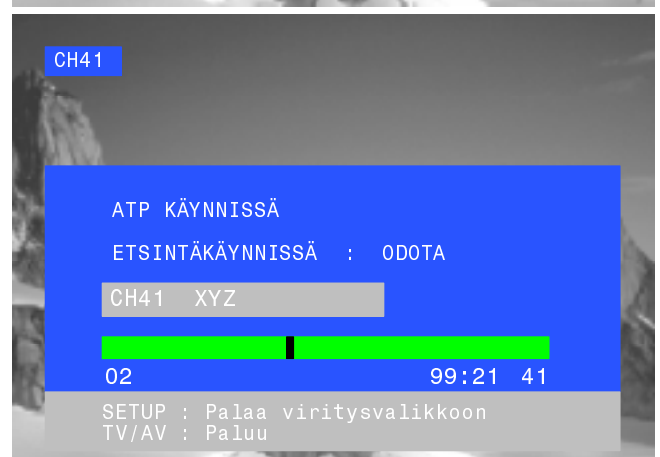 CH41
ATP KÄYNNISSÄ
ETSINTÄKÄYNNISSÄ : ODOTA
CH41 XYZ
02 99:21 41
SETUP : Palaa viritysvalikkoon
TV/AV : Paluu